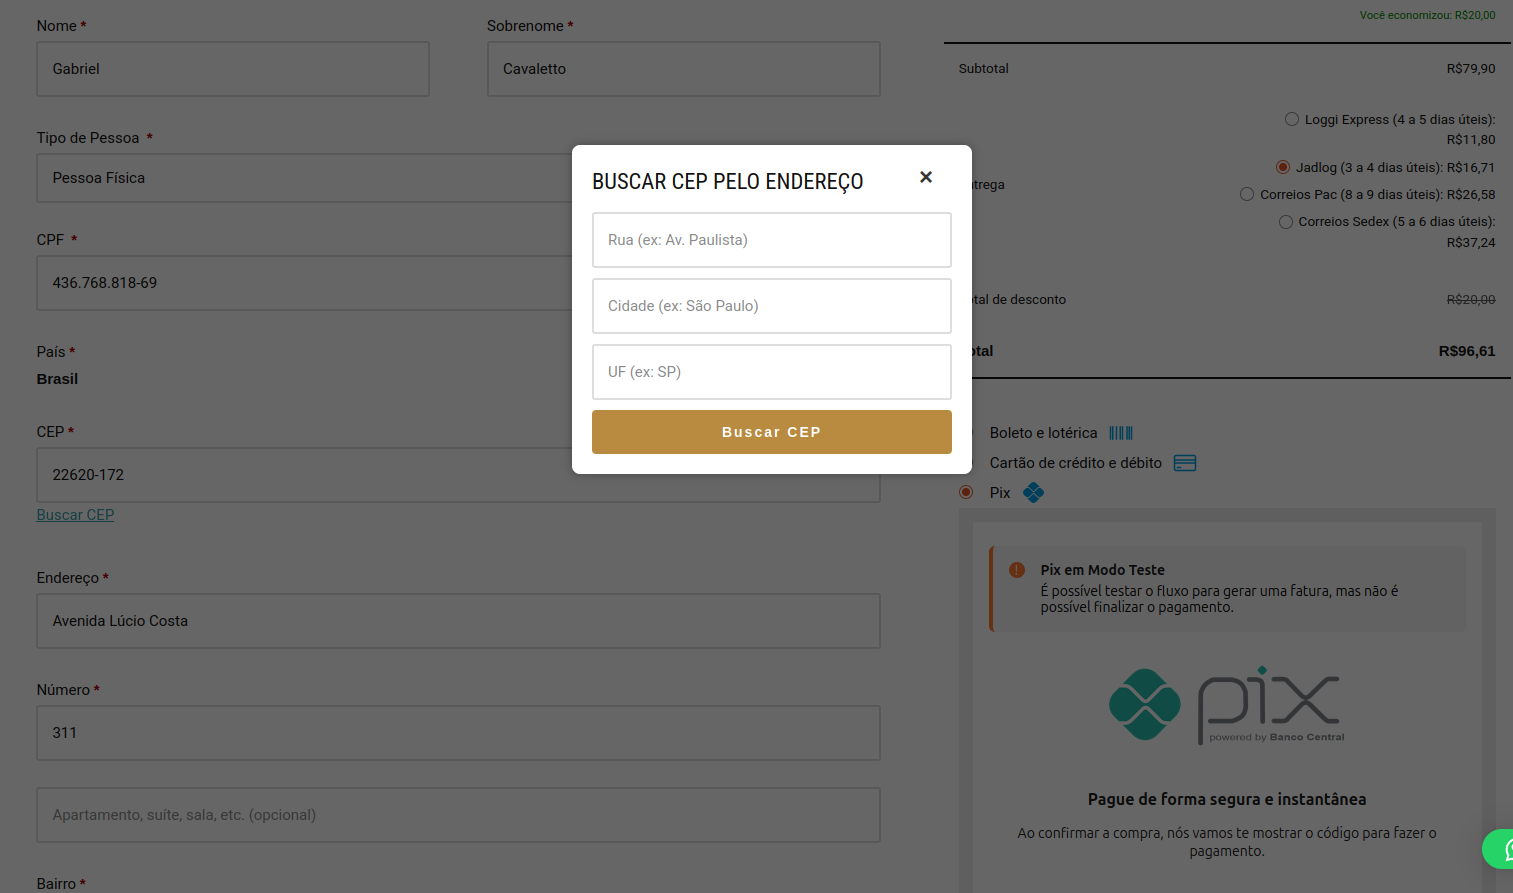 Nome *
Gabriel
Sobrenome *
Cavaletto
Tipo de Pessoa *
Pessoa Física
CPF *
436.768.818-69
País *
Brasil
CEP *
22620-172
Buscar CEP
Endereço *
Avenida Lúcio Costa
Número *
311
Apartamento, suíte, sala, etc. (opcional)
Bairro *
BUSCAR CEP PELO ENDEREÇO
×
Rua (ex: Av. Paulista)
Cidade (ex: São Paulo)
UF (ex: SP)
Buscar CEP
Você economizou: R$20,00
Subtotal R$79,90
trega
Loggi Express (4 a 5 dias úteis):
R$11,80
Jadlog (3 a 4 dias úteis): R$16,71
Correios Pac (8 a 9 dias úteis): R$26,58
Correios Sedex (5 a 6 dias úteis):
R$37,24
tal de desconto R$20,00
otal R$96,61
Boleto e lotérica
Cartão de crédito e débito
Pix
Pix em Modo Teste
É possível testar o fluxo para gerar uma fatura, mas não é
possível finalizar o pagamento.
pix
powered by Banco Central
Pague de forma segura e instantânea
Ao confirmar a compra, nós vamos te mostrar o código para fazer o
pagamento.